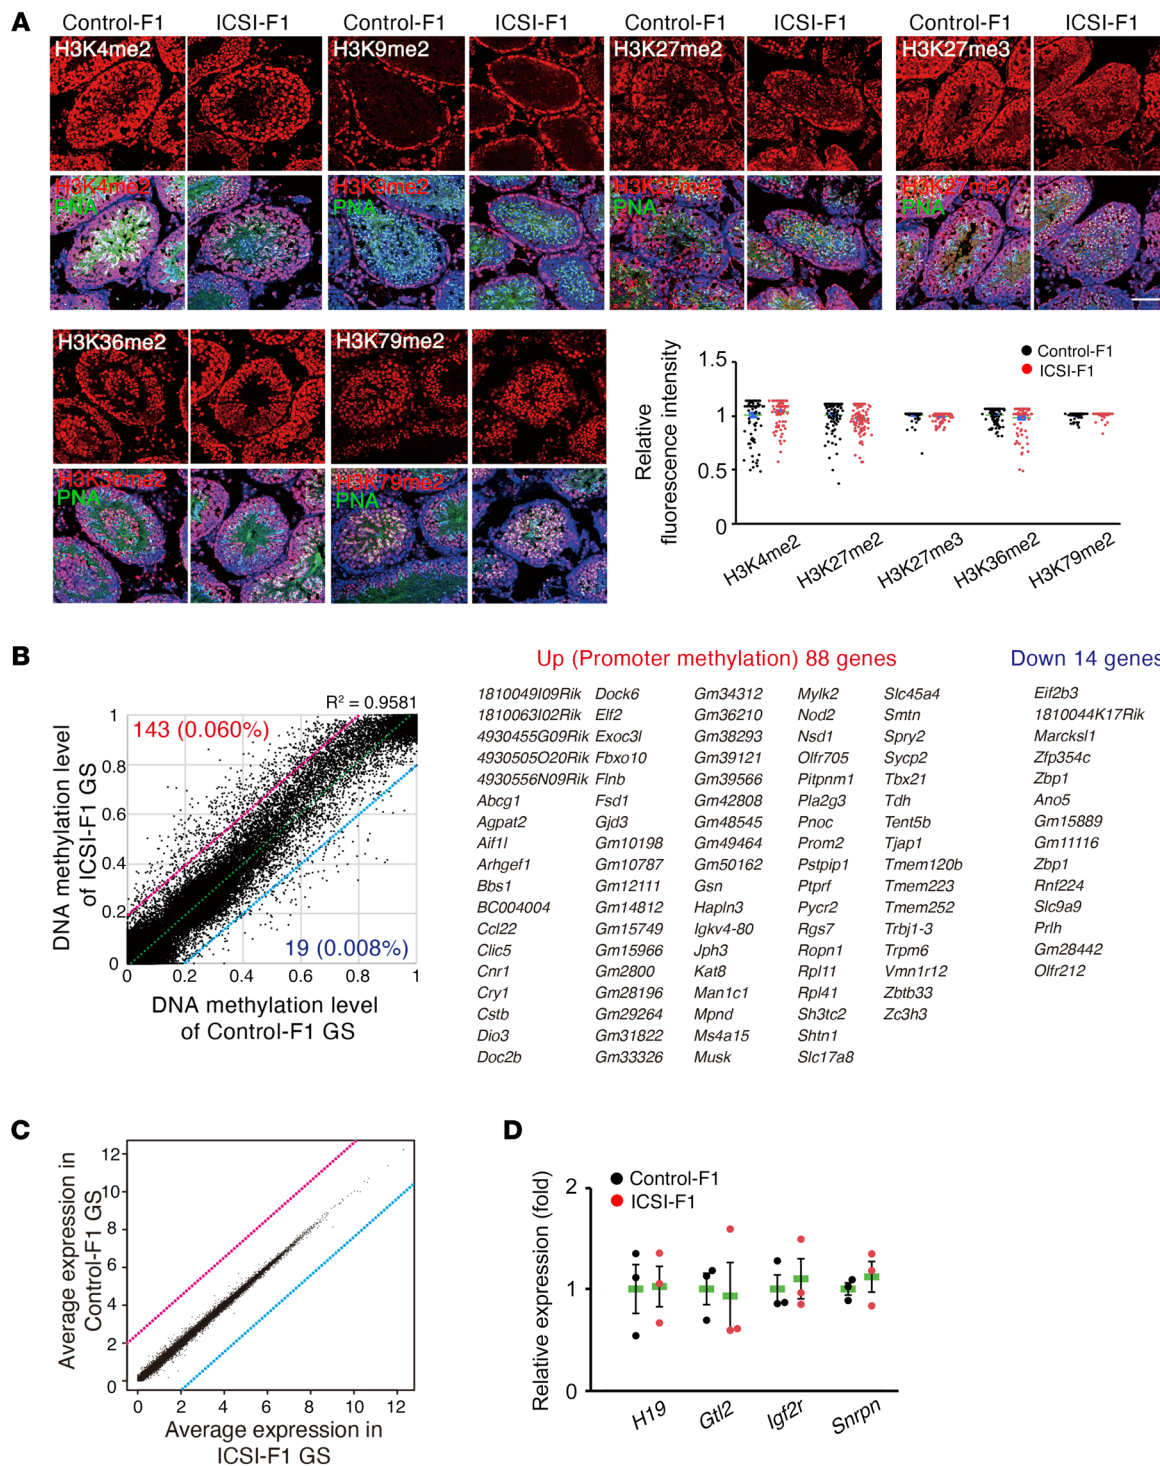 A
Control-F1 ICSI-F1 Control-F1 ICSI-F1 Control-F1 ICSI-F1 Control-F1 ICSI-F1
H3K4me2 H3K9me2 H3K27me2 H3K27me3
H3K4me2 H3K9me2 H3K27me2 H3K27me3
PNA PNA PNA PNA
H3K36me2 H3K79me2
H3K36me2 H3K79me2
PNA PNA
Relative
fluorescence intensity
1.5
1
0.5
0
Control-F1
ICSI-F1
H3K4me2 H3K27me2 H3K27me3 H3K36me2 H3K79me2
B
R² = 0.9581
143 (0.060%)
19 (0.008%)
DNA methylation level
of ICSI-F1 GS
1
0.8
0.6
0.4
0.2
0
0 0.2 0.4 0.6 0.8 1
DNA methylation level
of Control-F1 GS
Up (Promoter methylation) 88 genes
Down 14 genes
1810049I09Rik Dock6 Gm34312 Mylk2 Slc45a4 Eif2b3
1810063I02Rik Elf2 Gm36210 Nod2 Smtn 1810044K17Rik
4930455G09Rik Exoc3l Gm38293 Nsd1 Spry2 Marcksl1
4930505O20Rik Fbxo10 Gm39121 Olfr705 Sycp2 Zfp354c
4930556N09Rik Flnb Gm39566 Pitpnm1 Tbx21 Zbp1
Abcg1 Fsd1 Gm42808 Pla2g3 Tdh Ano5
Agpat2 Gjd3 Gm48545 Pnoc Tent5b Gm15889
Aif1l Gm10198 Gm49464 Prom2 Tjap1 Gm11116
Arhgef1 Gm10787 Gm50162 Pstpip1 Tmem120b Zbp1
Bbs1 Gm12111 Gsn Ptprf Tmem223 Rnf224
BC004004 Gm14812 Hapln3 Pycr2 Tmem252 Slc9a9
Ccl22 Gm15749 Igkv4-80 Rgs7 Trbj1-3 Prlh
Clic5 Gm15966 Jph3 Ropn1 Trpm6 Gm28442
Cnr1 Gm2800 Kat8 Rpl11 Vmn1r12 Olfr212
Cry1 Gm28196 Man1c1 Rpl41 Zbtb33
Cstb Gm29264 Mpnd Sh3tc2 Zc3h3
Dio3 Gm31822 Ms4a15 Shtn1
Doc2b Gm33326 Musk Slc17a8
C
Average expression in
Control-F1 GS
12
10
8
6
4
2
0
0 2 4 6 8 10 12
Average expression in
ICSI-F1 GS
D
Relative expression (fold)
2
1
0
Control-F1
ICSI-F1
H19 Gtl2 Igf2r Snrpn